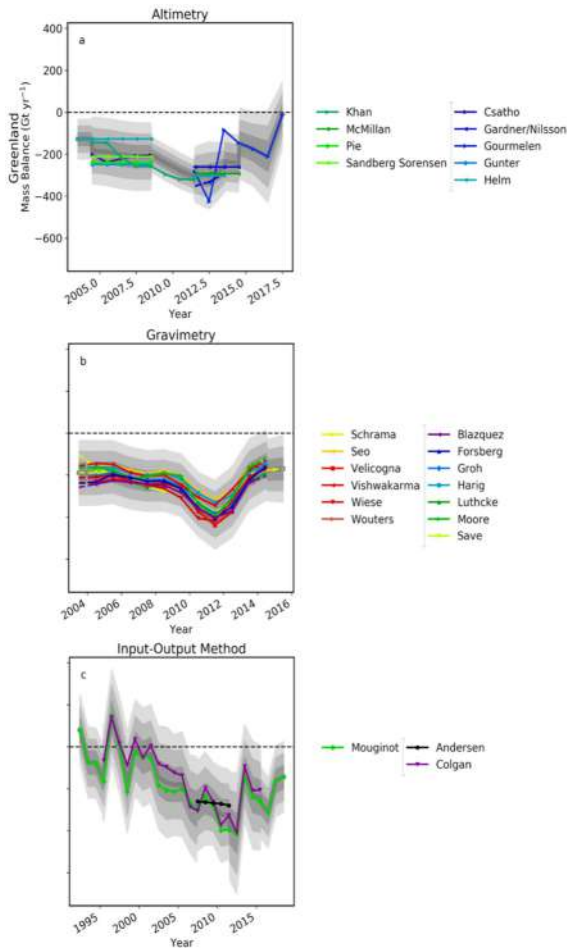 Altimetry
a
400
200
0
−200
−400
−600
Greenland
Mass Balance (Gt yr⁻¹)
2005.0
2007.5
2010.0
2012.5
2015.0
2017.5
Year
Khan
McMillan
Pie
Sandberg Sorensen
Csatho
Gardner/Nilsson
Gourmelen
Gunter
Helm
Gravimetry
b
2004
2006
2008
2010
2012
2014
2016
Year
Schrama
Seo
Velicogna
Vishwakarma
Wiese
Wouters
Blazquez
Forsberg
Groh
Harig
Luthcke
Moore
Save
Input-Output Method
c
1995
2000
2005
2010
2015
Year
Mouginot
Andersen
Colgan